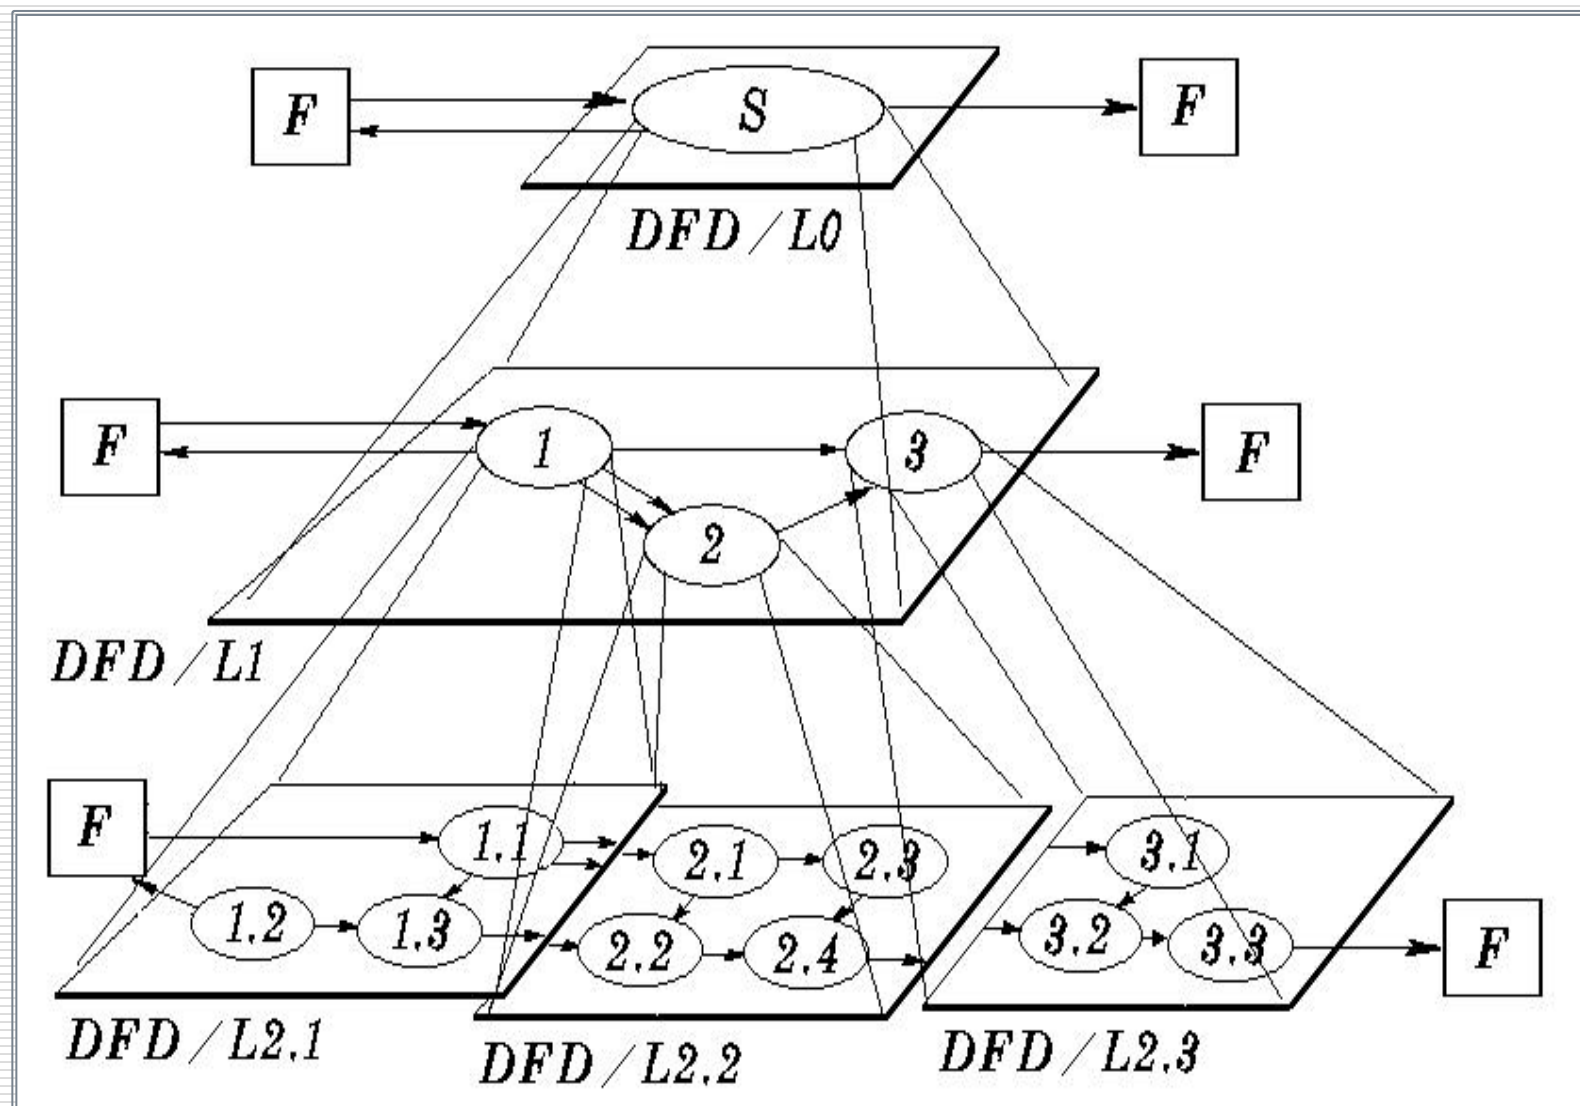 F S F
DFD/L0
F 1 3 F
2
DFD/L1
F 1.1 2.1 2.3 3.1
1.2 1.3 2.2 2.4 3.2 3.3 F
DFD/L2.1 DFD/L2.2 DFD/L2.3